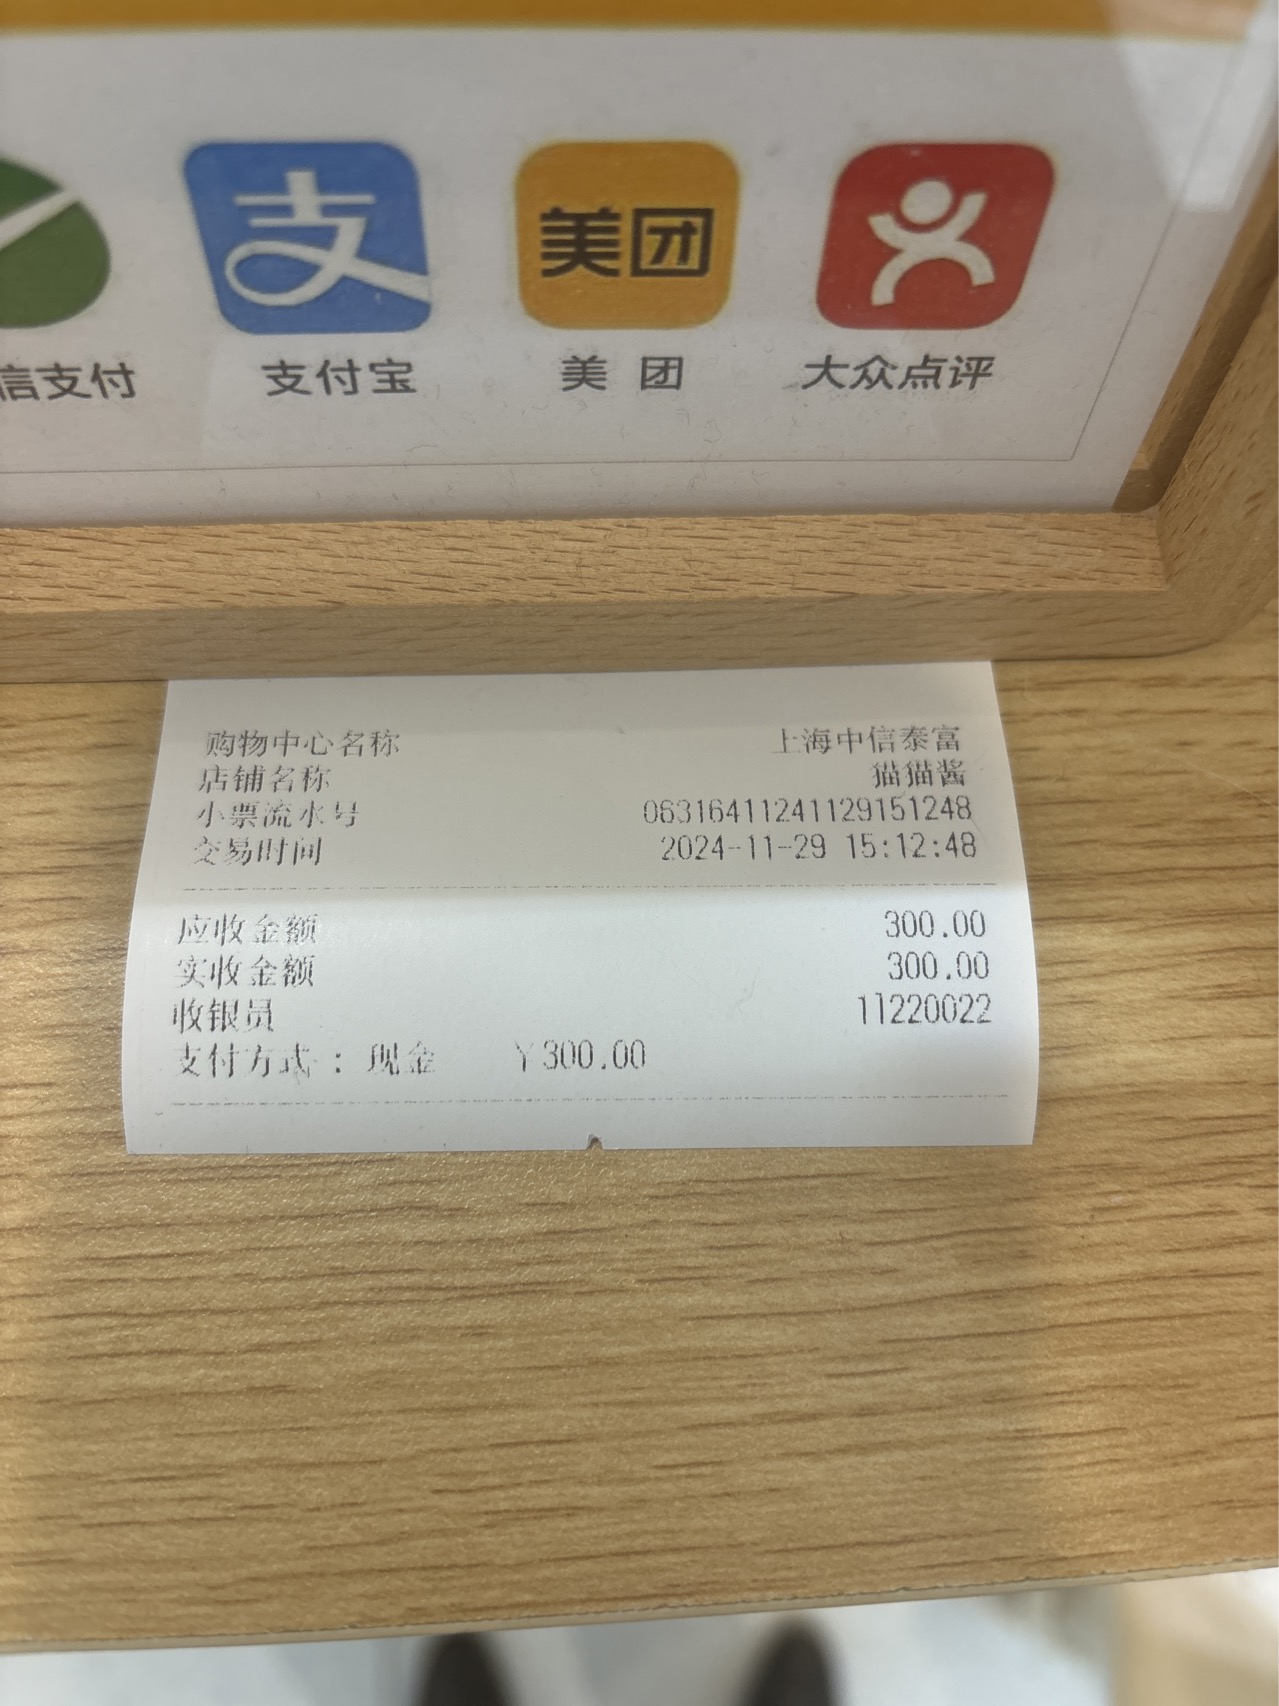 支
美团
信支付 支付宝 美团 大众点评
购物中心名称 上海中信泰富
店铺名称 猫猫酱
小票流水号 06316411241129151248
交易时间 2024-11-29 15:12:48
应收金额 300.00
实收金额 300.00
收银员 11220022
支付方式：现金 ￥300.00